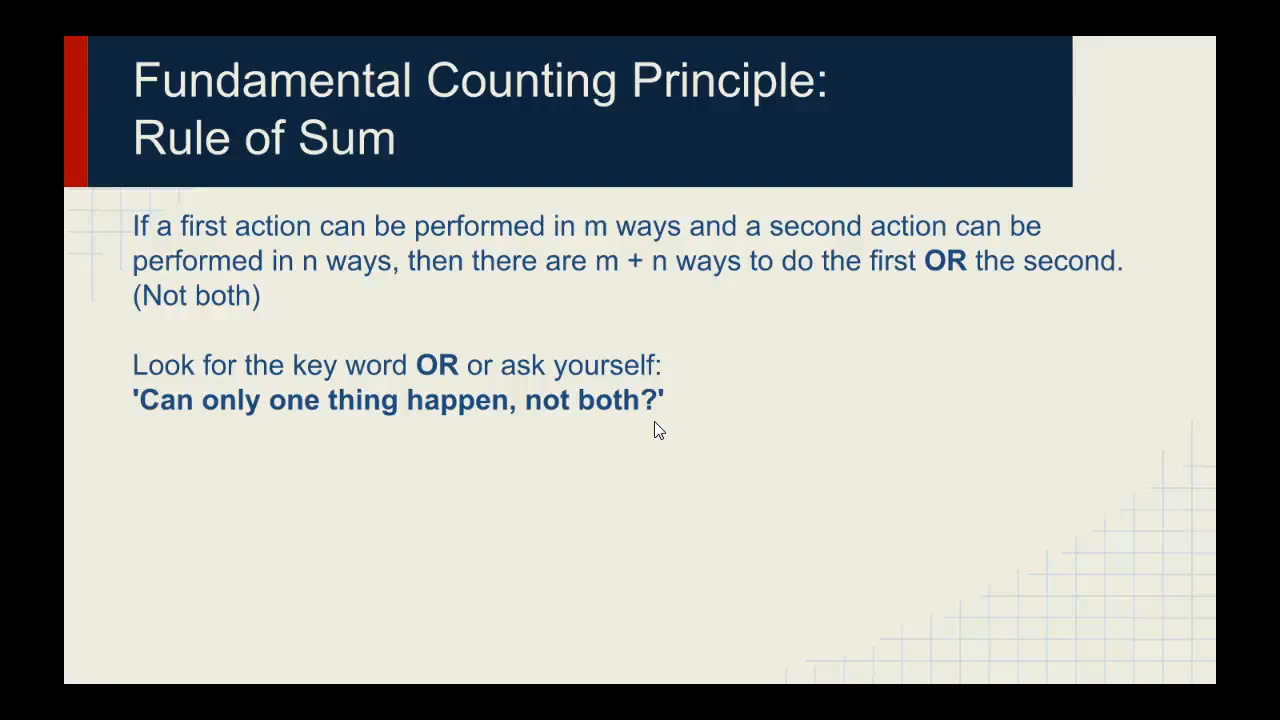 Fundamental Counting Principle:
Rule of Sum
If a first action can be performed in m ways and a second action can be
performed in n ways, then there are m + n ways to do the first OR the second.
(Not both)
Look for the key word OR or ask yourself:
'Can only one thing happen, not both?'